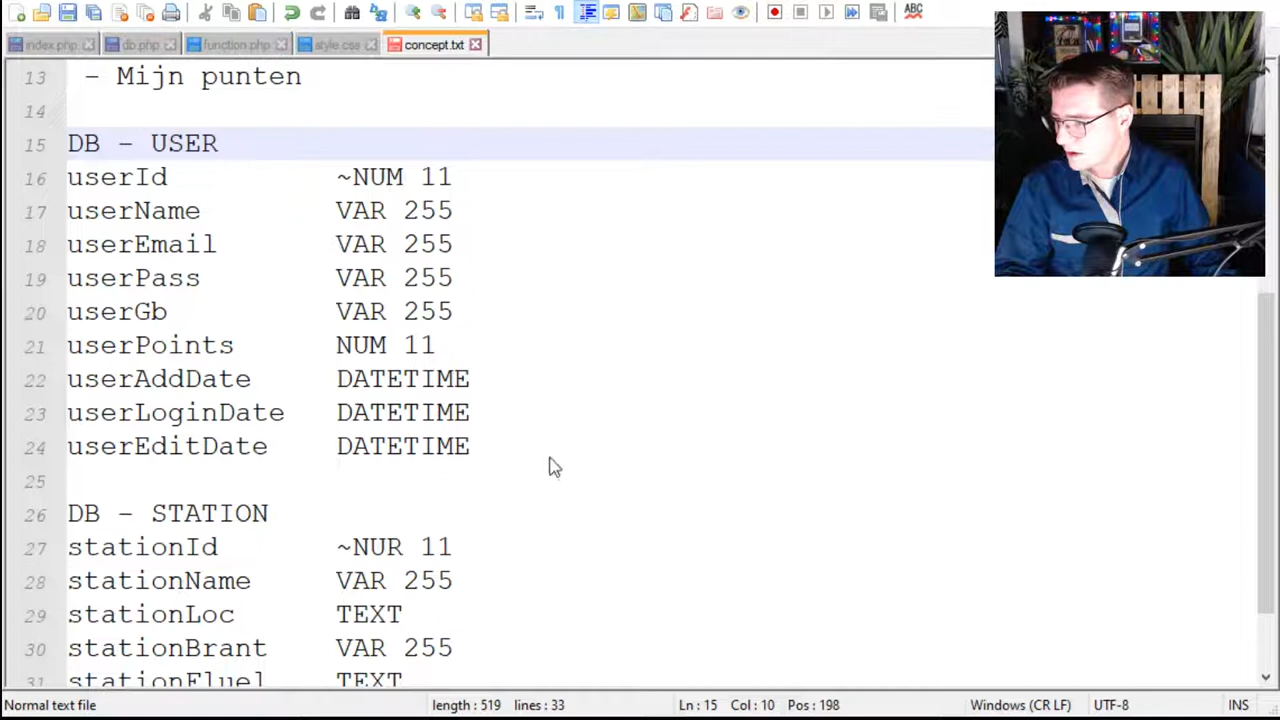 ABC
index.php
db.php
function.php
style.css
concept.txt
13 - Mijn punten
14
15 DB - USER
16 userId ~NUM 11
17 userName VAR 255
18 userEmail VAR 255
19 userPass VAR 255
20 userGb VAR 255
21 userPoints NUM 11
22 userAddDate DATETIME
23 userLoginDate DATETIME
24 userEditDate DATETIME
25
26 DB - STATION
27 stationId ~NUR 11
28 stationName VAR 255
29 stationLoc TEXT
30 stationBrant VAR 255
31 stationFluel TEXT
Normal text file length : 519 lines : 33 Ln : 15 Col : 10 Pos : 198 Windows (CR LF) UTF-8 INS